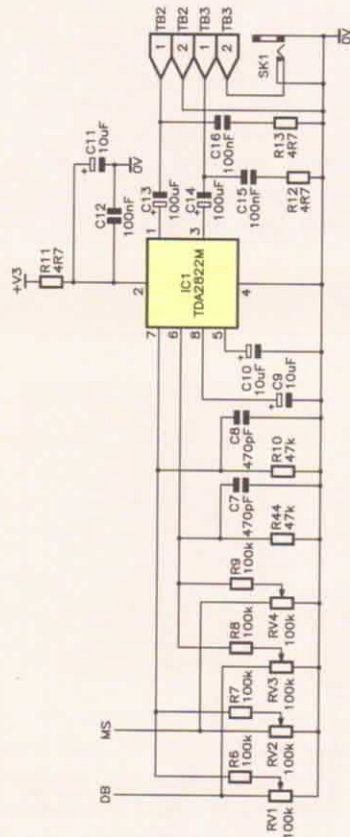 DB
MS
+V3
R11
4R7
C11
10uF
+
0V
C12
100nF
TB2
1
TB2
2
TB3
1
TB3
2
SK1
0V
C13
100uF
+
C14
100uF
+
C16
100nF
R13
4R7
C15
100nF
R12
4R7
IC1
TDA2822M
1
2
3
4
5
6
7
8
C10
10uF
+
C9
10uF
+
C8
470pF
C7
470pF
R10
47k
R44
47k
R9
100k
R8
100k
R7
100k
R6
100k
RV4
100k
RV3
100k
RV2
100k
RV1
100k